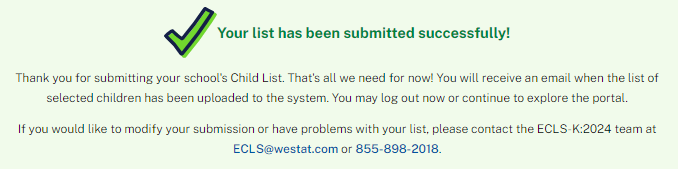 Your list has been submitted successfully!
Thank you for submitting your school's Child List. That's all we need for now! You will receive an email when the list of
selected children has been uploaded to the system. You may log out now or continue to explore the portal.
If you would like to modify your submission or have problems with your list, please contact the ECLS-K:2024 team at
ECLS@westat.com or 855-898-2018.